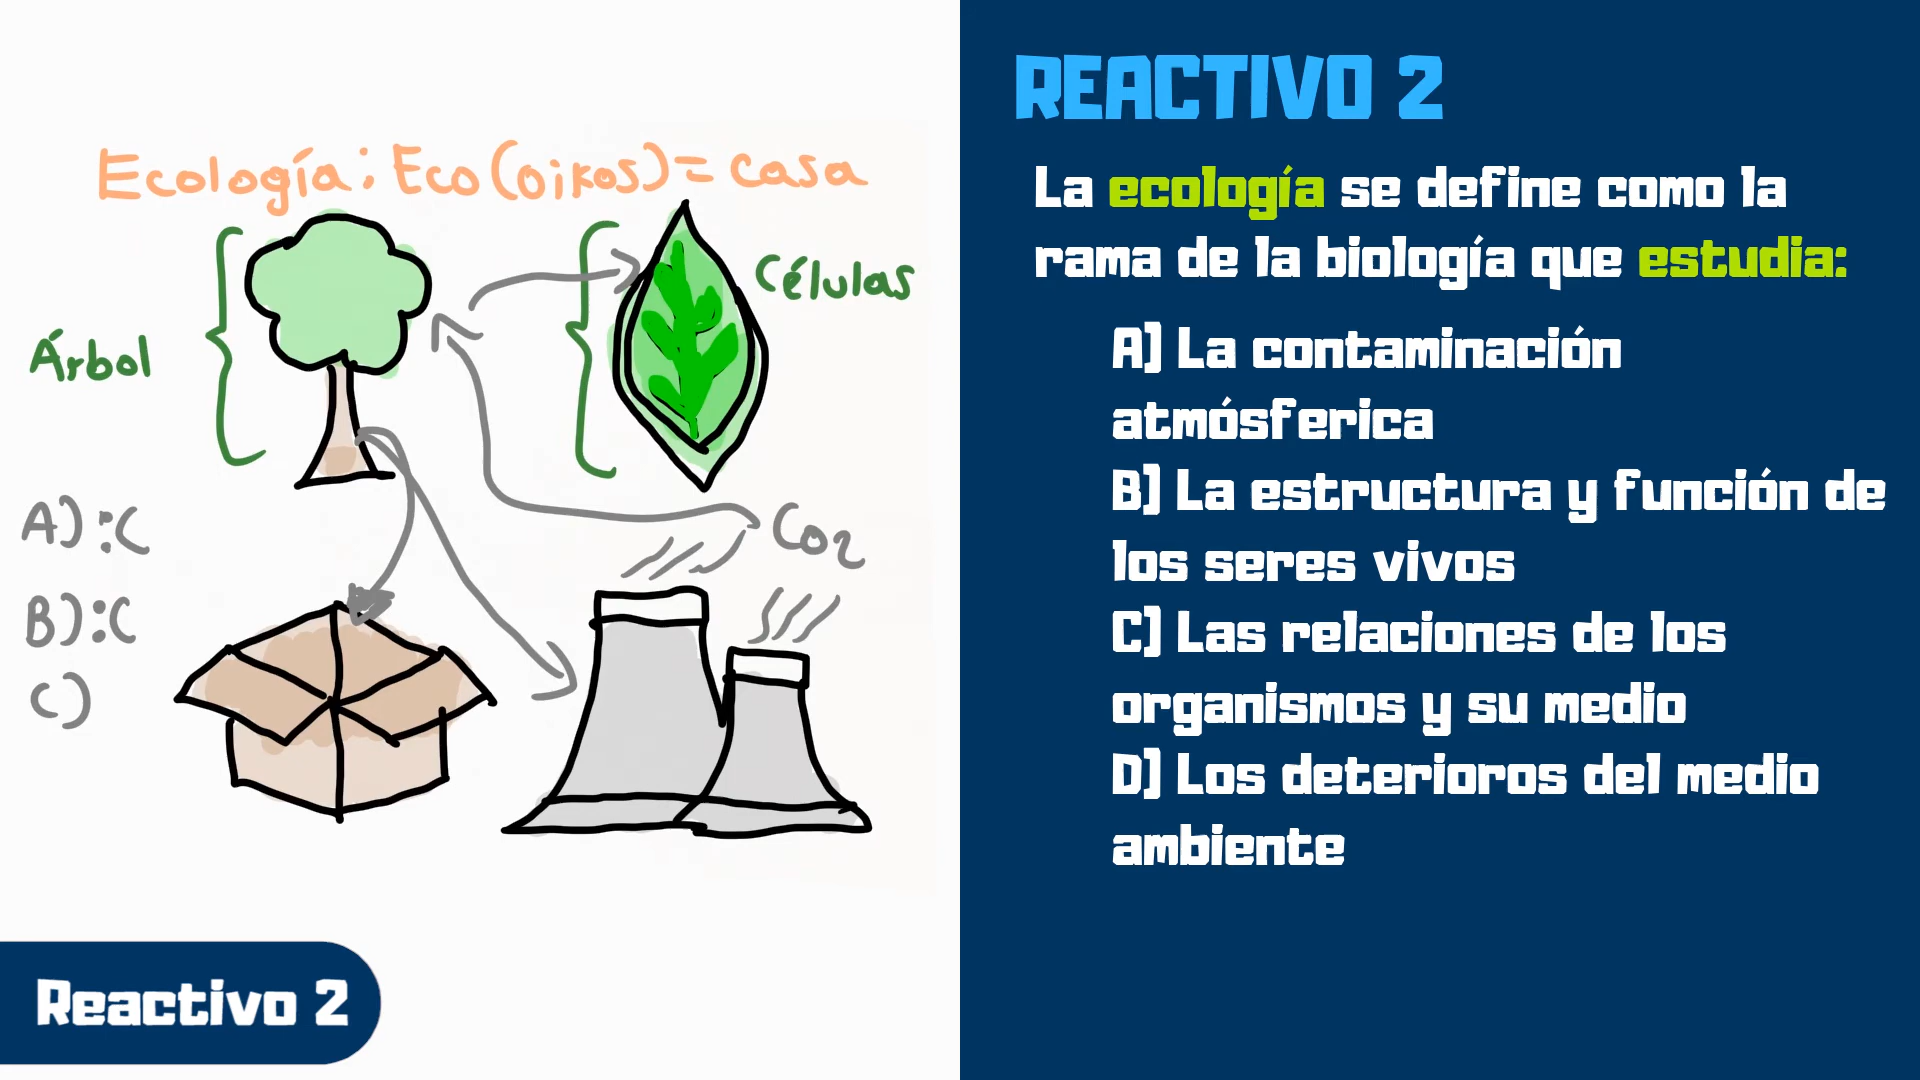 Ecología: Eco(oikos)= casa
Árbol
Células
A) :C
B) :C
C)
Co2
Reactivo 2
REACTIVO 2
La ecología se define como la
rama de la biología que estudia:
A) La contaminación
atmósferica
B) La estructura y función de
los seres vivos
C) Las relaciones de los
organismos y su medio
D) Los deterioros del medio
ambiente